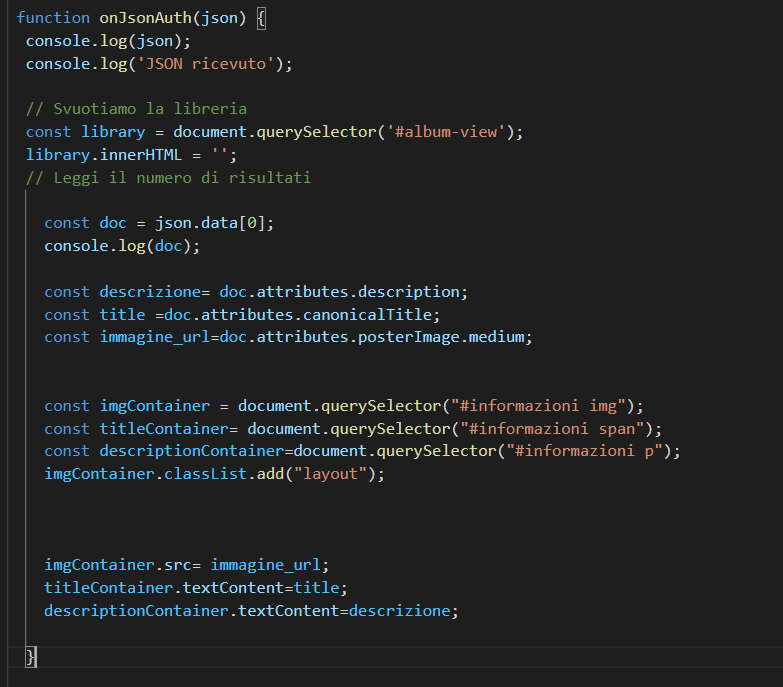 function onJsonAuth(json) {
console.log(json);
console.log('JSON ricevuto');
// Svuotiamo la libreria
const library = document.querySelector('#album-view');
library.innerHTML = '';
// Leggi il numero di risultati
const doc = json.data[0];
console.log(doc);
const descrizione= doc.attributes.description;
const title =doc.attributes.canonicalTitle;
const immagine_url=doc.attributes.posterImage.medium;
const imgContainer = document.querySelector("#informazioni img");
const titleContainer= document.querySelector("#informazioni span");
const descriptionContainer=document.querySelector("#informazioni p");
imgContainer.classList.add("layout");
imgContainer.src= immagine_url;
titleContainer.textContent=title;
descriptionContainer.textContent=descrizione;
}